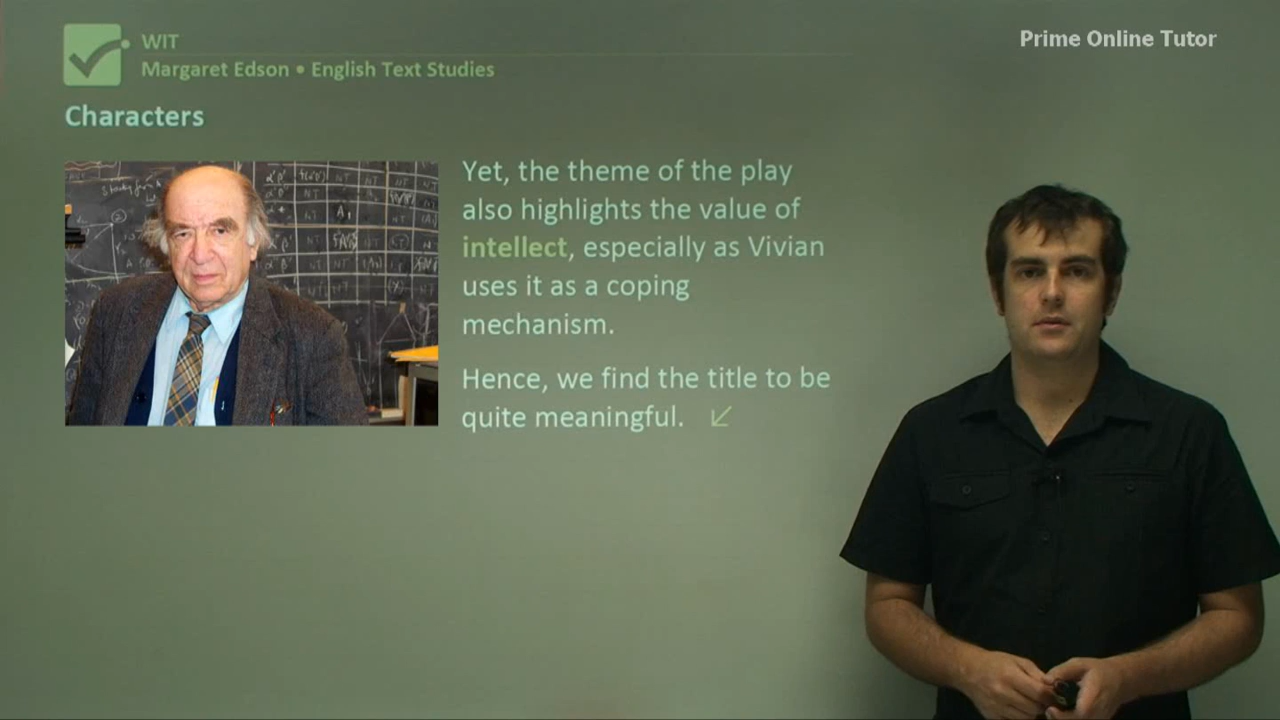 WIT
Margaret Edson • English Text Studies
Prime Online Tutor
Characters
Yet, the theme of the play
also highlights the value of
intellect, especially as Vivian
uses it as a coping
mechanism.
Hence, we find the title to be
quite meaningful.